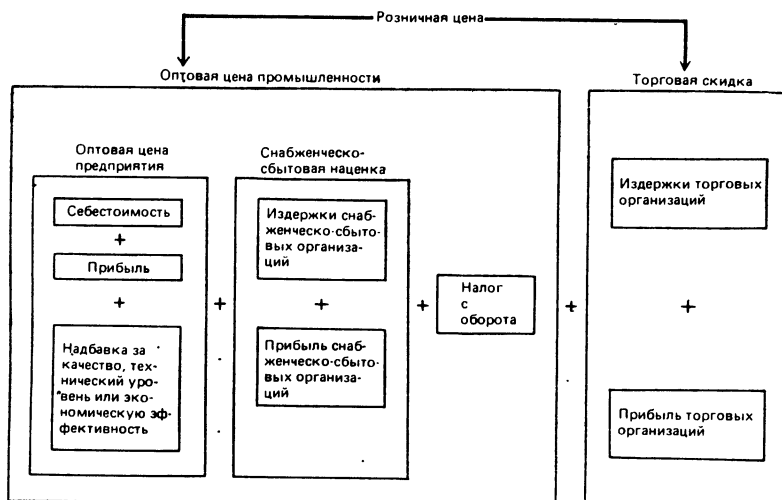 Розничная цена
Оптовая цена промышленности
Торговая скидка
Оптовая цена
предприятия
Себестоимость
+
Прибыль
+
Надбавка за
качество, тех-
нический уро-
вень или эко-
номическую эф-
фективность
+
Снабженческо-
сбытовая наценка
Издержки снаб-
женческо-сбыто-
вых организа-
ций
+
Прибыль снаб-
женческо-сбыто-
вых организа-
ций
+
Налог
с
оборота
+
Издержки торговых
организаций
+
Прибыль торговых
организаций